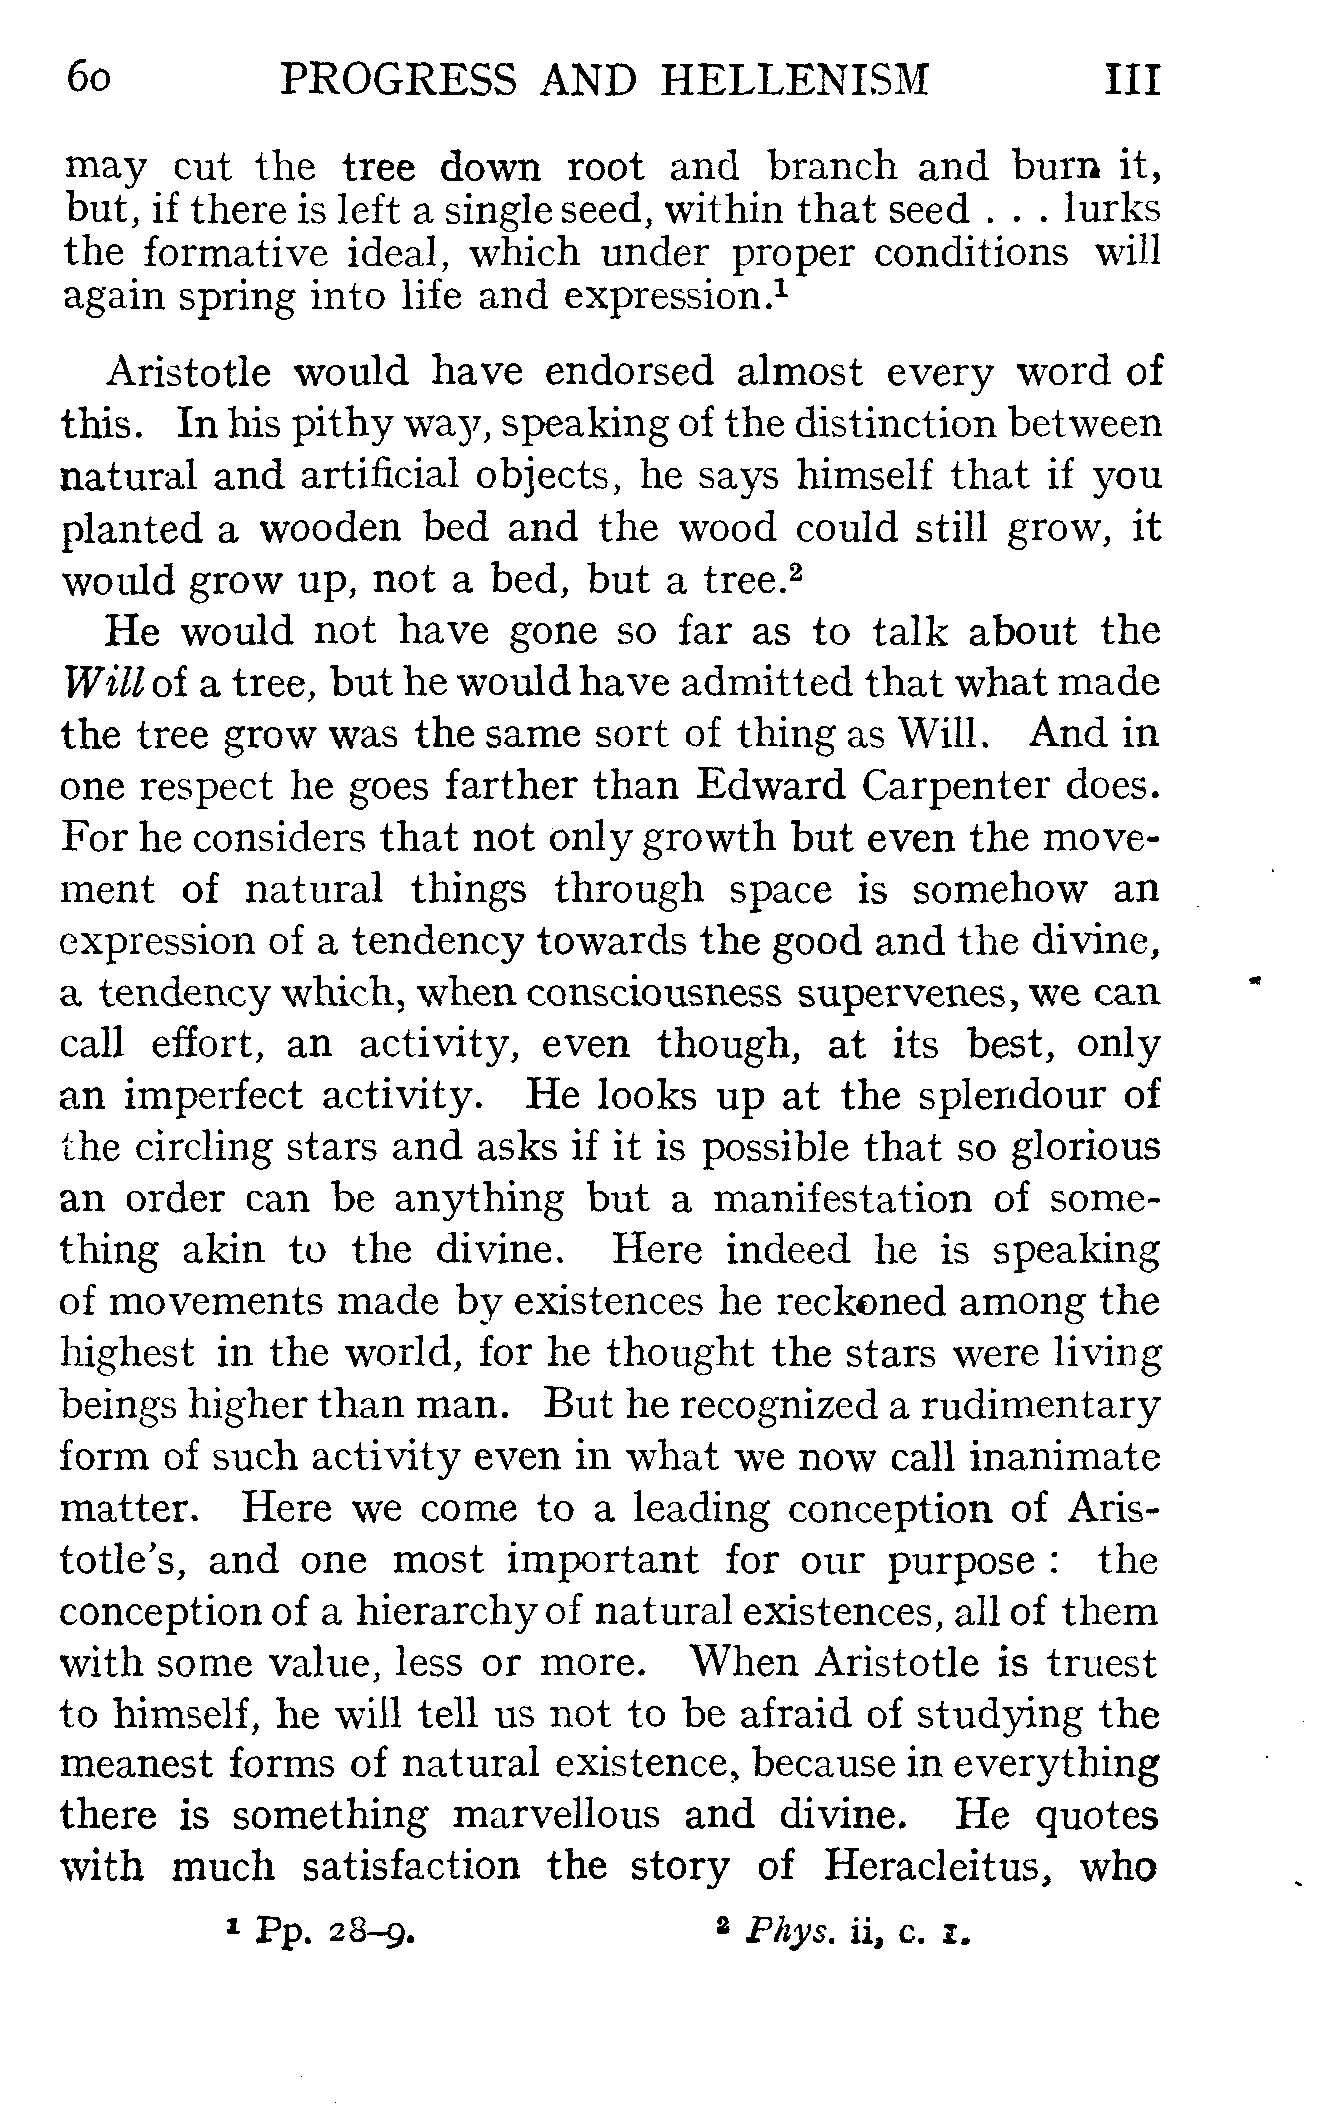 60 PROGRESS AND HELLENISM III
may cut the tree down root and branch and burn it,
but, if there is left a single seed, within that seed . . . lurks
the formative ideal, which under proper conditions will
again spring into life and expression.¹
Aristotle would have endorsed almost every word of
this. In his pithy way, speaking of the distinction between
natural and artificial objects, he says himself that if you
planted a wooden bed and the wood could still grow, it
would grow up, not a bed, but a tree.²
He would not have gone so far as to talk about the
Will of a tree, but he would have admitted that what made
the tree grow was the same sort of thing as Will. And in
one respect he goes farther than Edward Carpenter does.
For he considers that not only growth but even the move-
ment of natural things through space is somehow an
expression of a tendency towards the good and the divine,
a tendency which, when consciousness supervenes, we can
call effort, an activity, even though, at its best, only
an imperfect activity. He looks up at the splendour of
the circling stars and asks if it is possible that so glorious
an order can be anything but a manifestation of some-
thing akin to the divine. Here indeed he is speaking
of movements made by existences he reckoned among the
highest in the world, for he thought the stars were living
beings higher than man. But he recognized a rudimentary
form of such activity even in what we now call inanimate
matter. Here we come to a leading conception of Aris-
totle's, and one most important for our purpose : the
conception of a hierarchy of natural existences, all of them
with some value, less or more. When Aristotle is truest
to himself, he will tell us not to be afraid of studying the
meanest forms of natural existence, because in everything
there is something marvellous and divine. He quotes
with much satisfaction the story of Heracleitus, who
¹ Pp. 28–9. ² Phys. ii, c. 1.